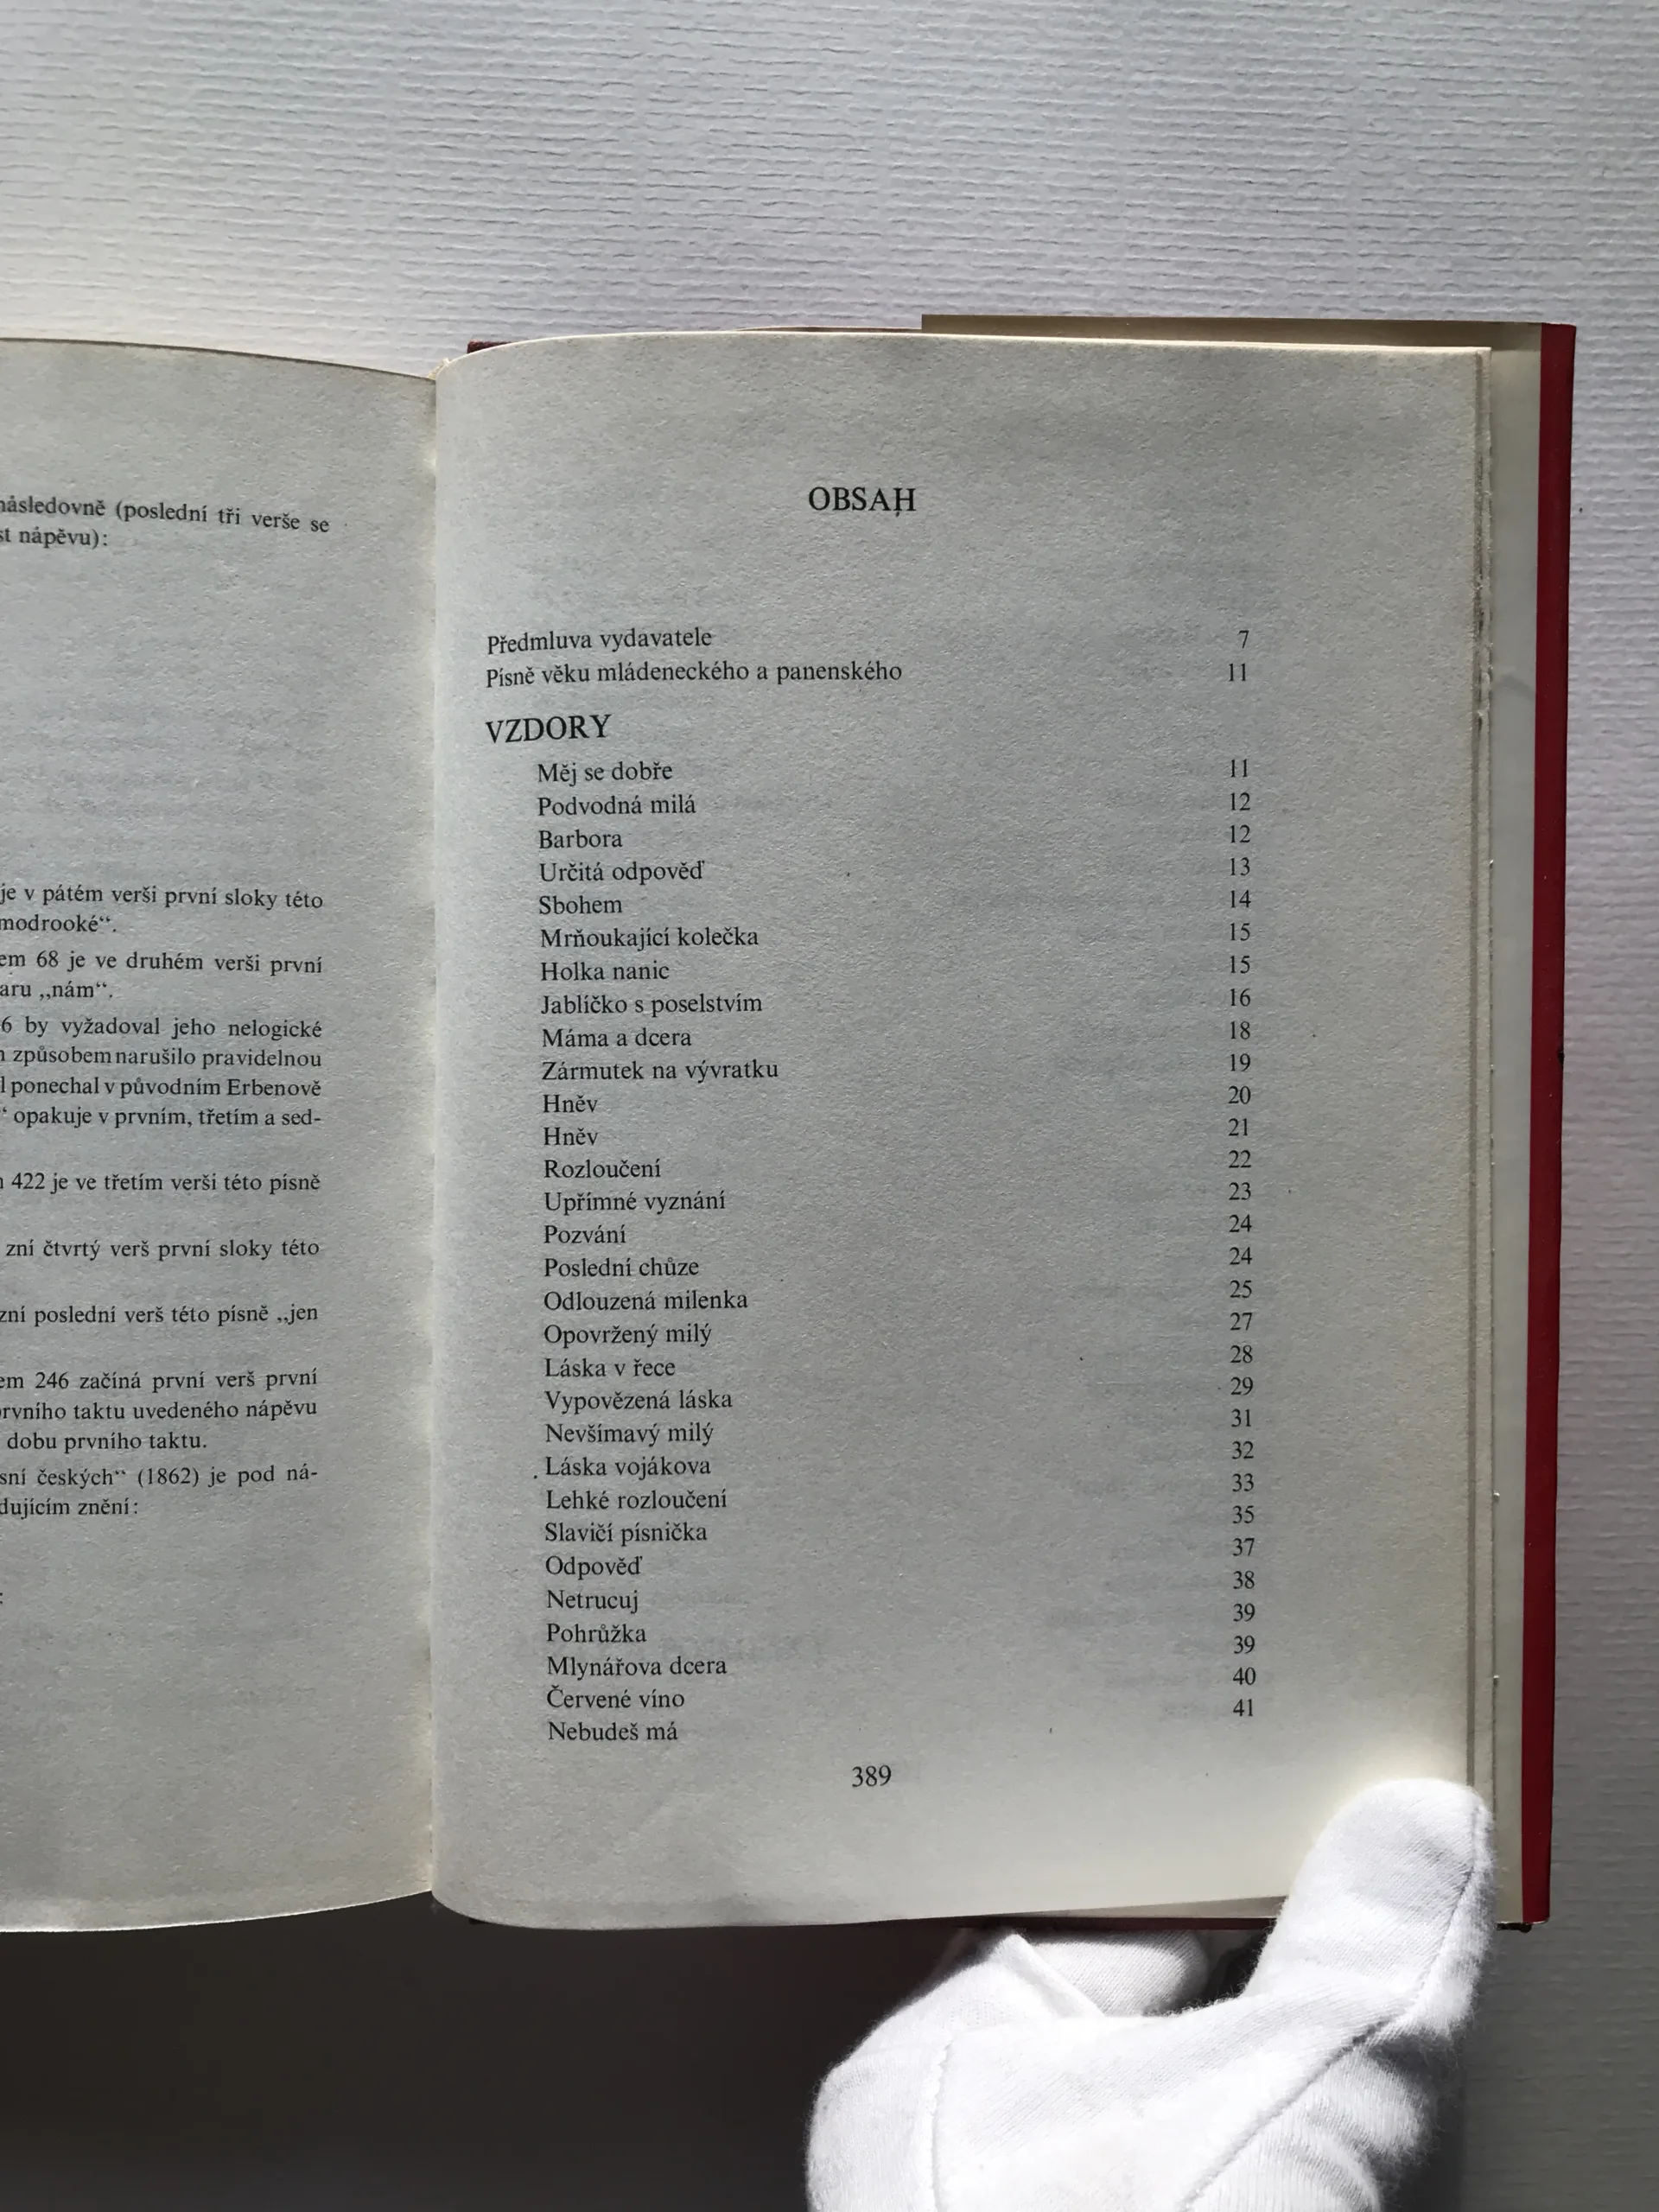 následovně (poslední tři verše se
st nápěvu):
je v pátém verši první sloky této
modrooké“.
em 68 je ve druhém verši první
aru „nám“.
6 by vyžadoval jeho nelogické
způsobem narušilo pravidelnou
l ponechal v původním Erbenově
“ opakuje v prvním, třetím a sed-
422 je ve třetím verši této písně
zní čtvrtý verš první sloky této
zní poslední verš této písně „jen
em 246 začíná první verš první
prvního taktu uvedeného nápěvu
dobu prvního taktu.
sní českých“ (1862) je pod ná-
dujícím znění:
:
OBSAH
Předmluva vydavatele 7
Písně věku mládeneckého a panenského 11
VZDORY
Měj se dobře 11
Podvodná milá 12
Barbora 12
Určitá odpověď 13
Sbohem 14
Mrňoukající kolečka 15
Holka nanic 15
Jablíčko s poselstvím 16
Máma a dcera 18
Zármutek na vývratku 19
Hněv 20
Hněv 21
Rozloučení 22
Upřímné vyznání 23
Pozvání 24
Poslední chůze 24
Odlouzená milenka 25
Opovržený milý 27
Láska v řece 28
Vypovězená láska 29
Nevšímavý milý 31
Láska vojákova 32
Lehké rozloučení 33
Slavičí písnička 35
Odpověď 37
Netrucuj 38
Pohrůžka 39
Mlynářova dcera 39
Červené víno 40
Nebudeš má 41
389